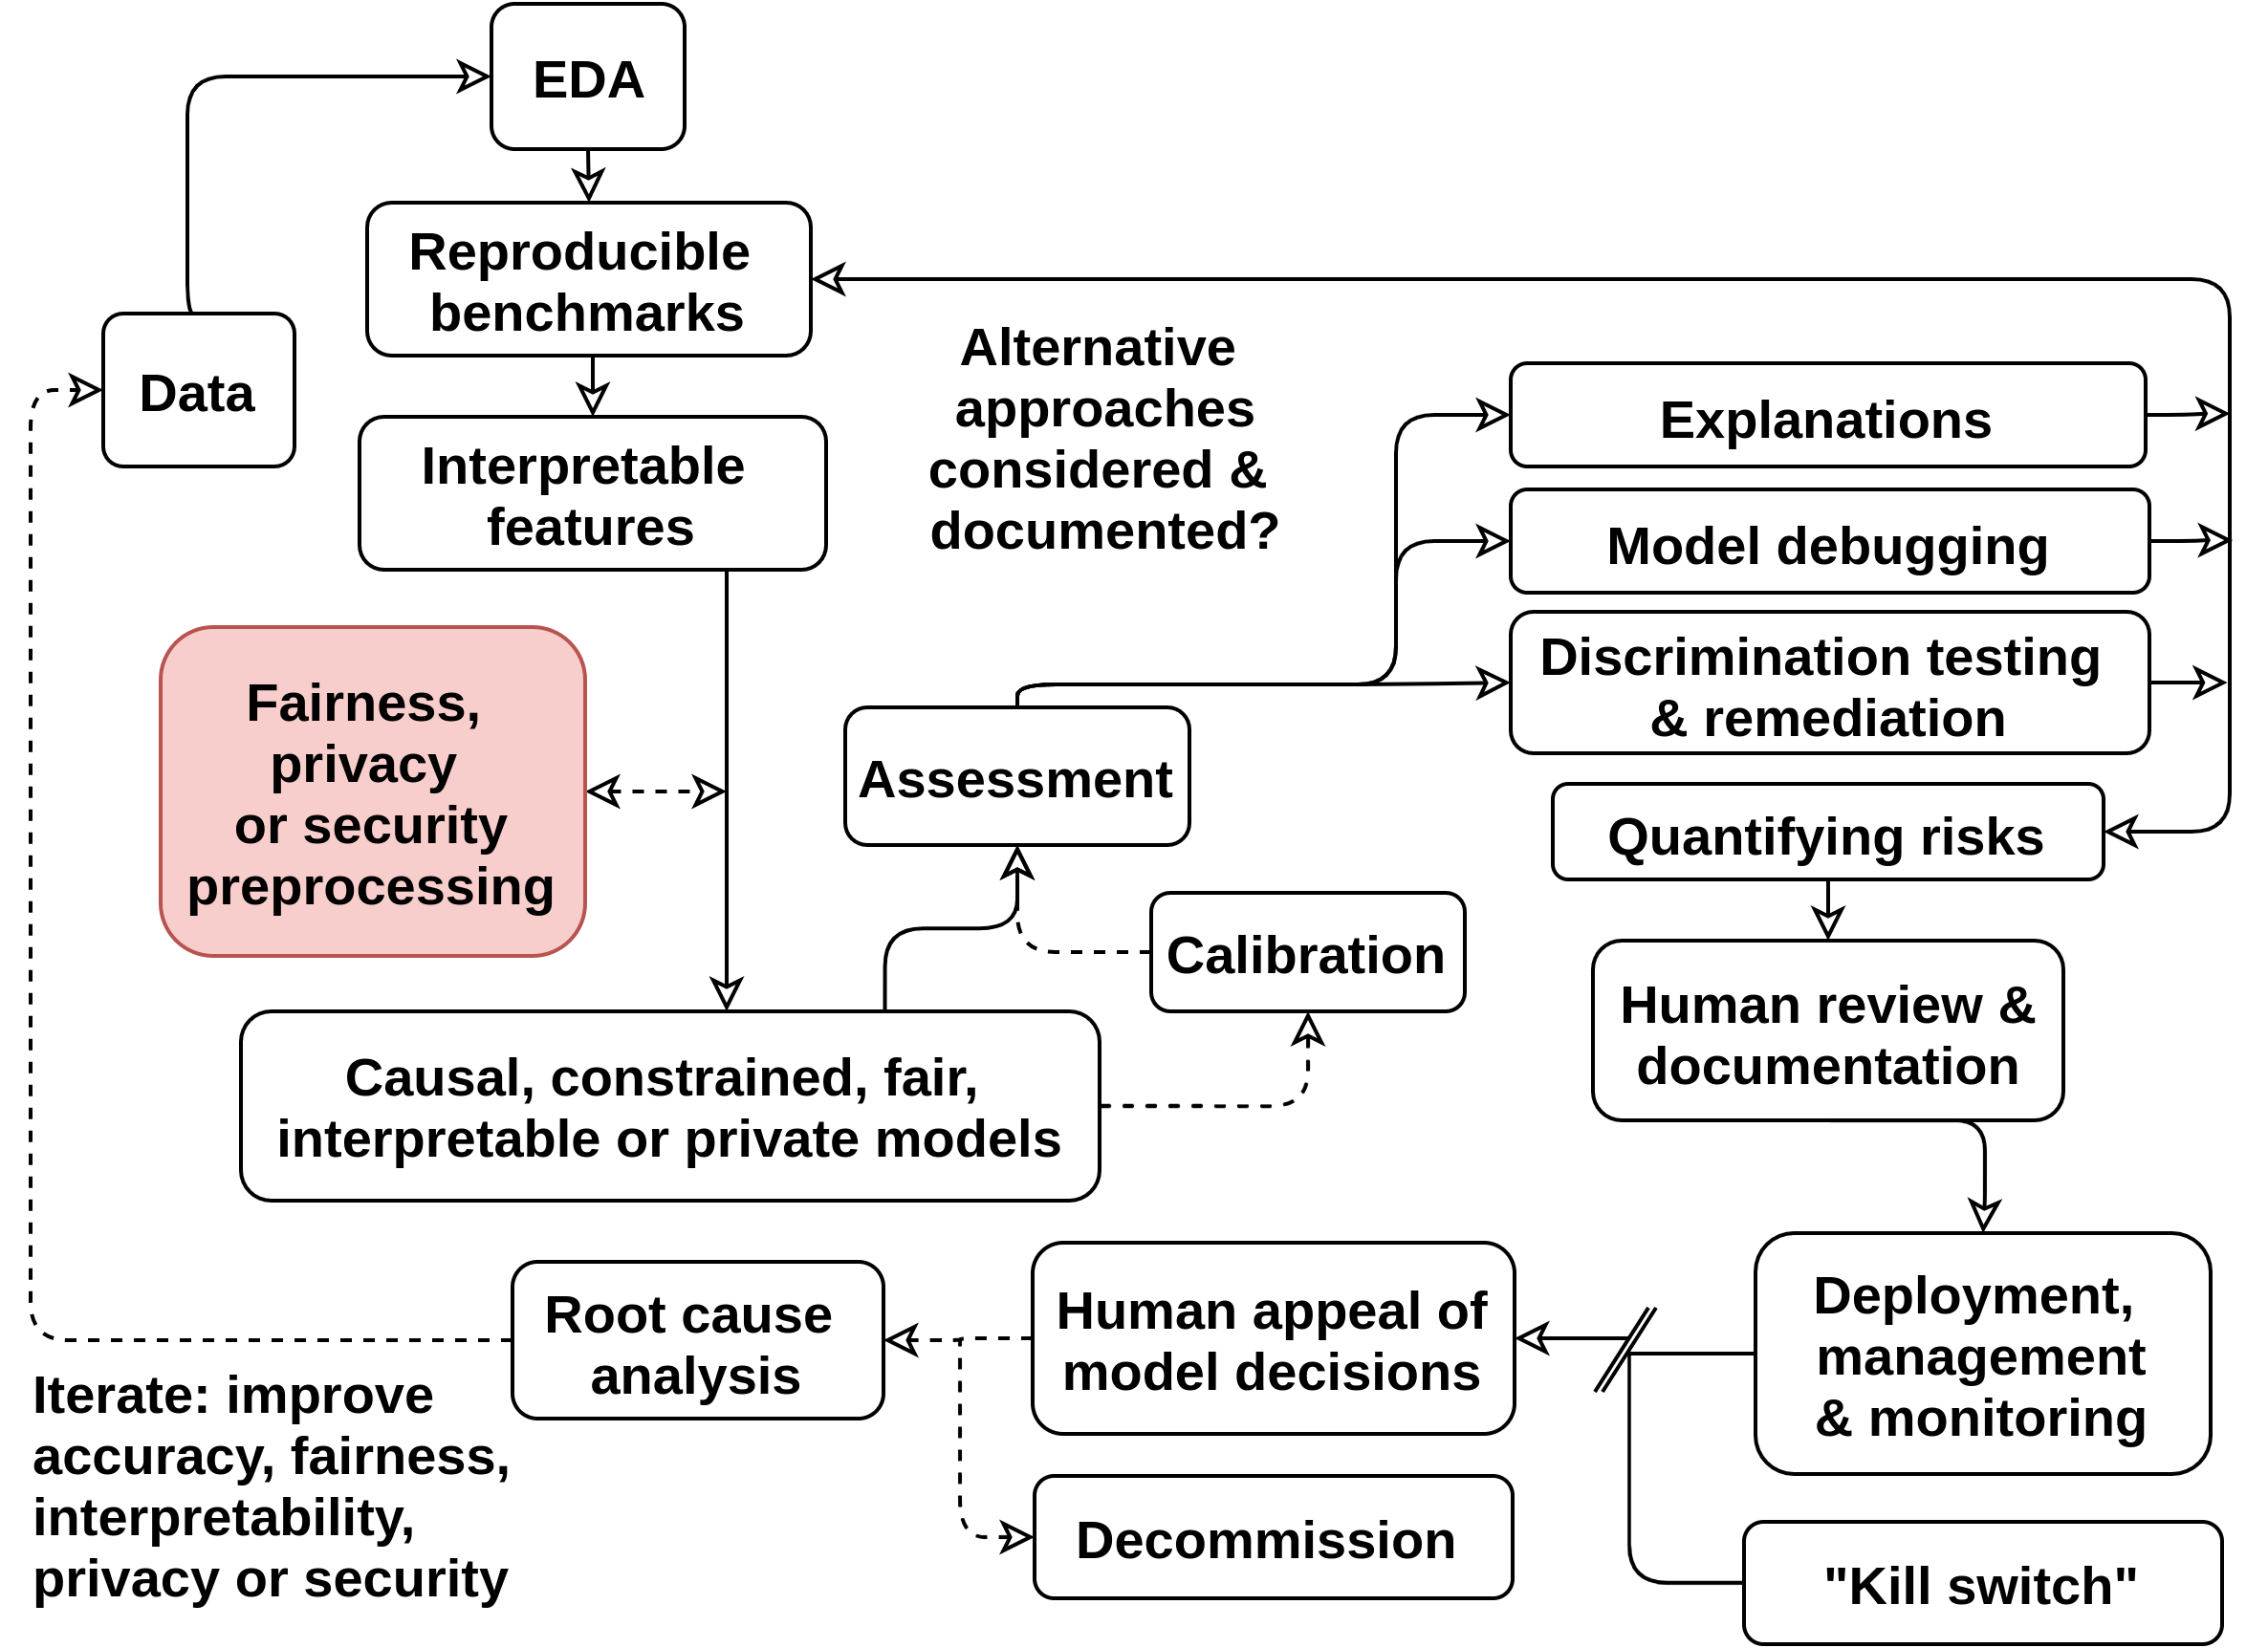 EDA
Reproducible
benchmarks
Data
Interpretable
features
Alternative
approaches
considered &
documented?
Explanations
Model debugging
Discrimination testing
& remediation
Fairness,
privacy
or security
preprocessing
Assessment
Quantifying risks
Calibration
Human review &
documentation
Causal, constrained, fair,
interpretable or private models
Root cause
analysis
Human appeal of
model decisions
Deployment,
management
& monitoring
Iterate: improve
accuracy, fairness,
interpretability,
privacy or security
Decommission
"Kill switch"